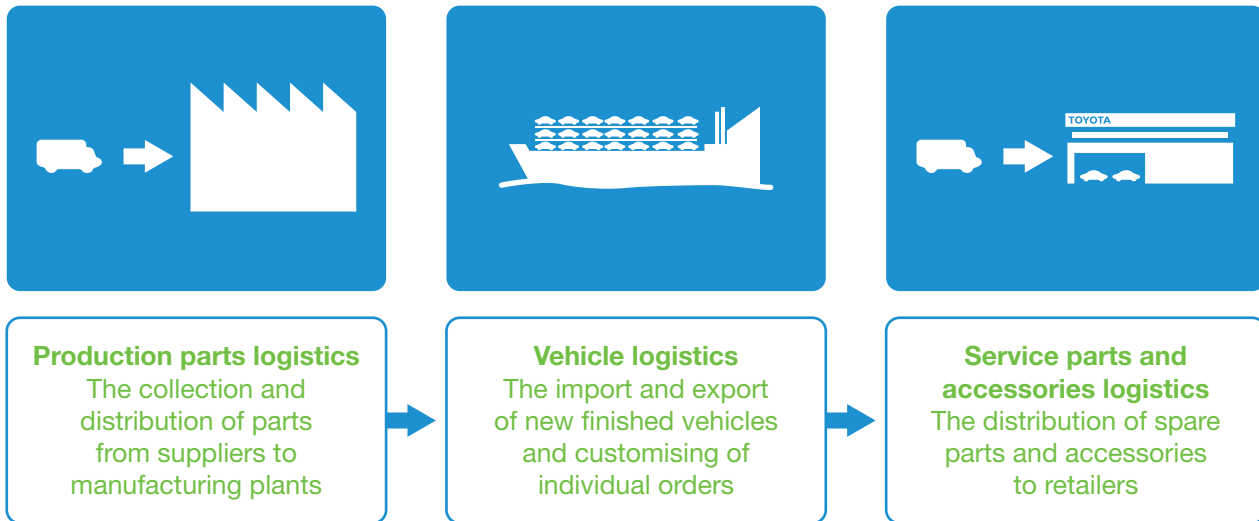 TOYOTA
Production parts logistics
The collection and
distribution of parts
from suppliers to
manufacturing plants
Vehicle logistics
The import and export
of new finished vehicles
and customising of
individual orders
Service parts and
accessories logistics
The distribution of spare
parts and accessories
to retailers